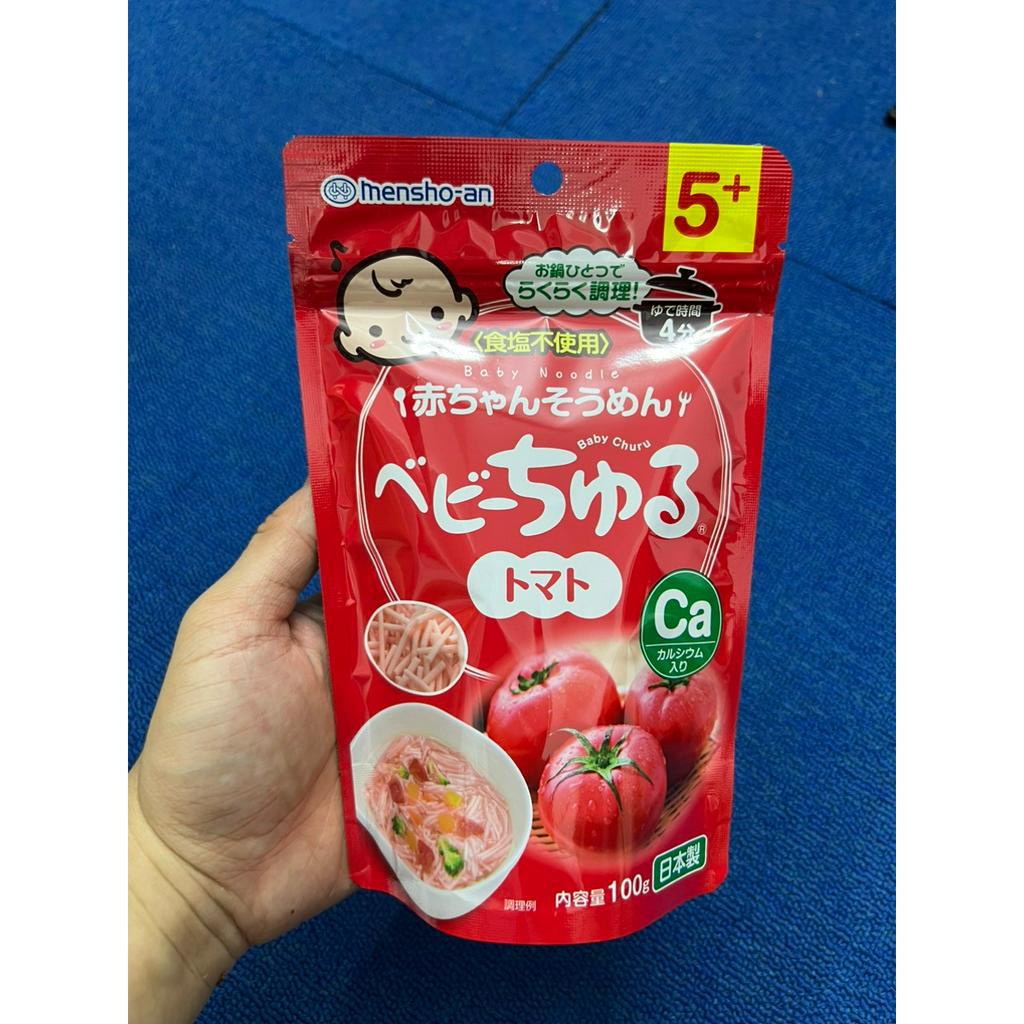 mensho-an
5+
お鍋ひとつで
らくらく調理!
ゆで時間
4分
〈食塩不使用〉
Baby Noodle
赤ちゃんそうめん
Baby Churu
ベビーちゅる®
トマト
Ca
カルシウム
入り
調理例
内容量100g
日本製